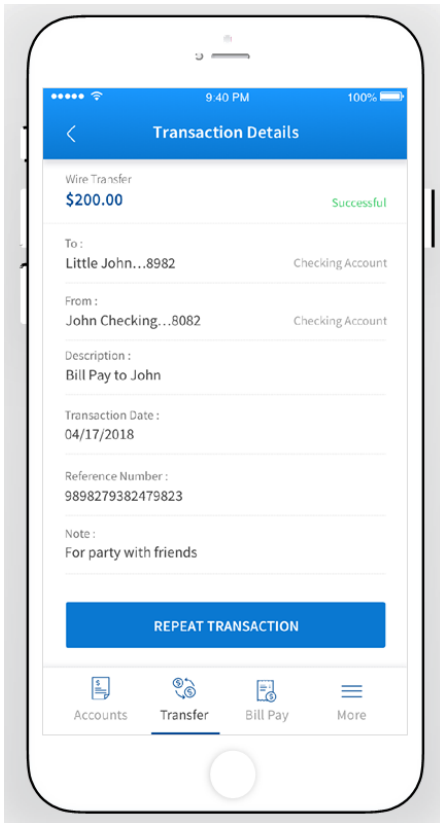 9:40 PM 100%
Transaction Details
Wire Transfer
$200.00 Successful
To :
Little John...8982 Checking Account
From :
John Checking...8082 Checking Account
Description :
Bill Pay to John
Transaction Date :
04/17/2018
Reference Number :
9898279382479823
Note :
For party with friends
REPEAT TRANSACTION
Accounts Transfer Bill Pay More